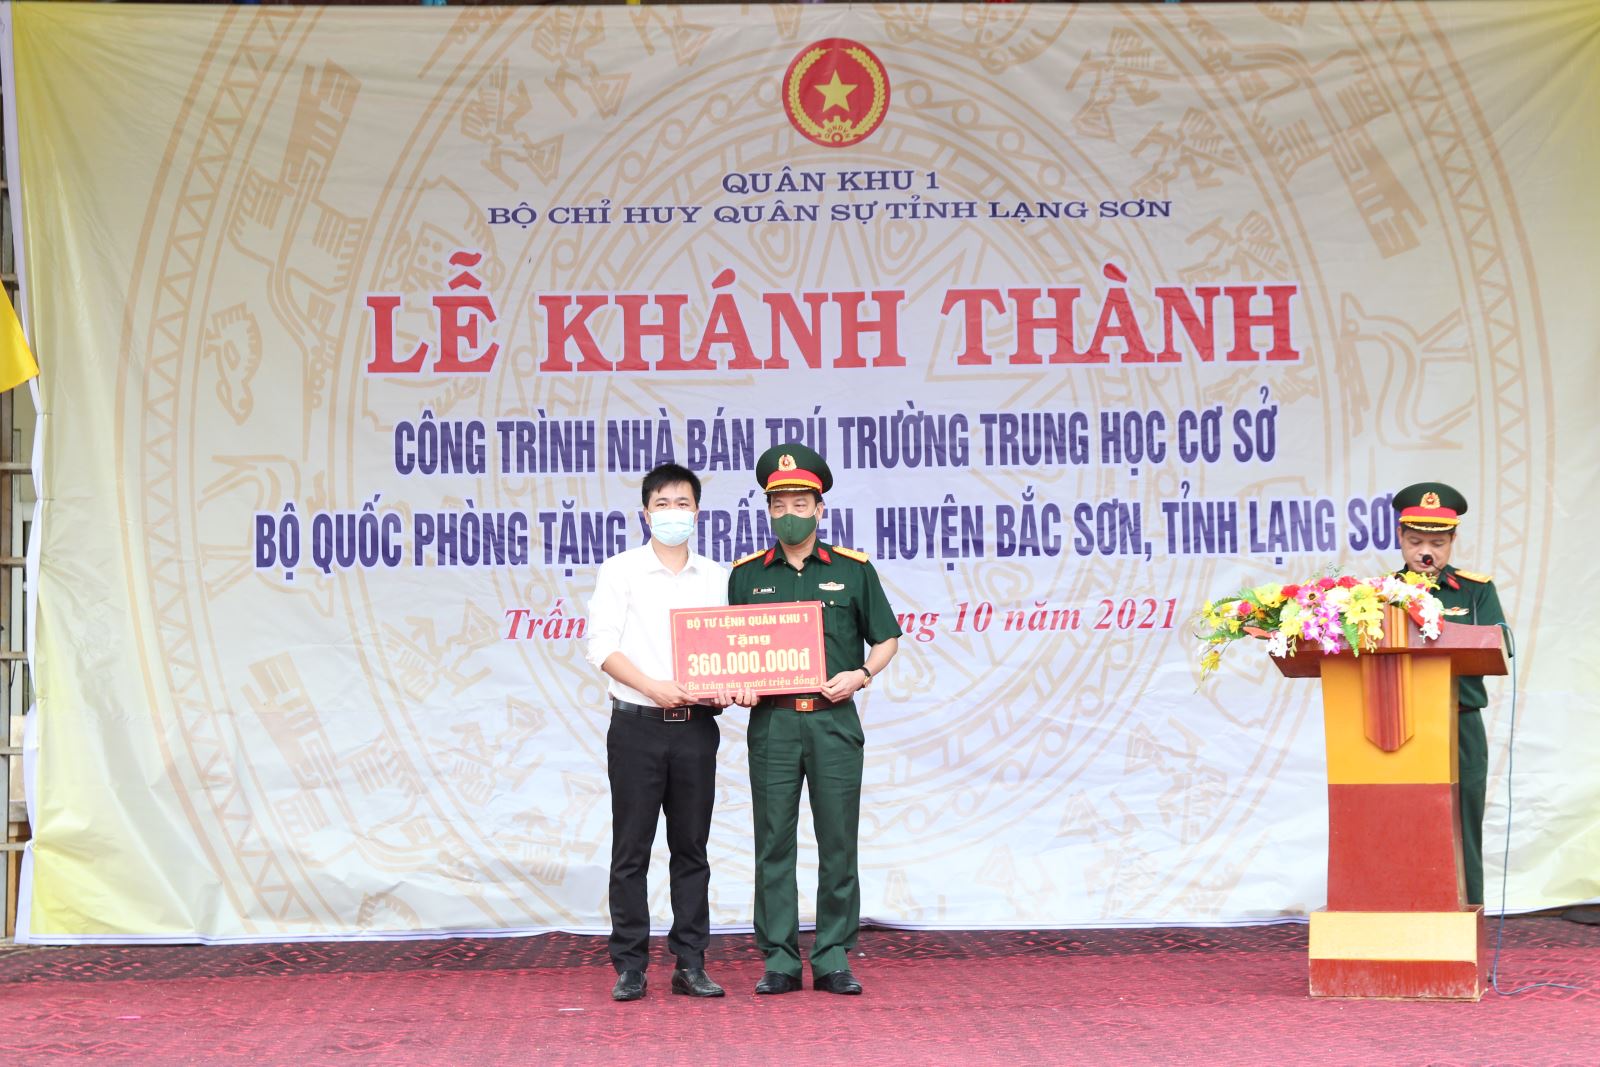 QUÂN KHU 1
BỘ CHỈ HUY QUÂN SỰ TỈNH LẠNG SƠN
LỄ KHÁNH THÀNH
CÔNG TRÌNH NHÀ BÁN TRÚ TRƯỜNG TRUNG HỌC CƠ SỞ
BỘ QUỐC PHÒNG TẶNG TRẤN HUYỆN BẮC SƠN, TỈNH LẠNG SƠN
Trấn 10 năm 2021
BỘ TƯ LỆNH QUÂN KHU 1
Tặng
360.000.000đ
(Ba trăm sáu mươi triệu đồng)